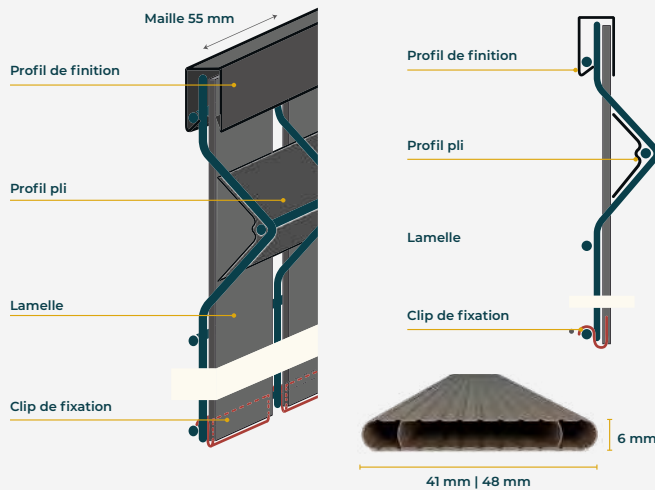 Maille 55 mm
Profil de finition
Profil pli
Lamelle
Clip de fixation
Profil de finition
Profil pli
Lamelle
Clip de fixation
6 mm
41 mm | 48 mm